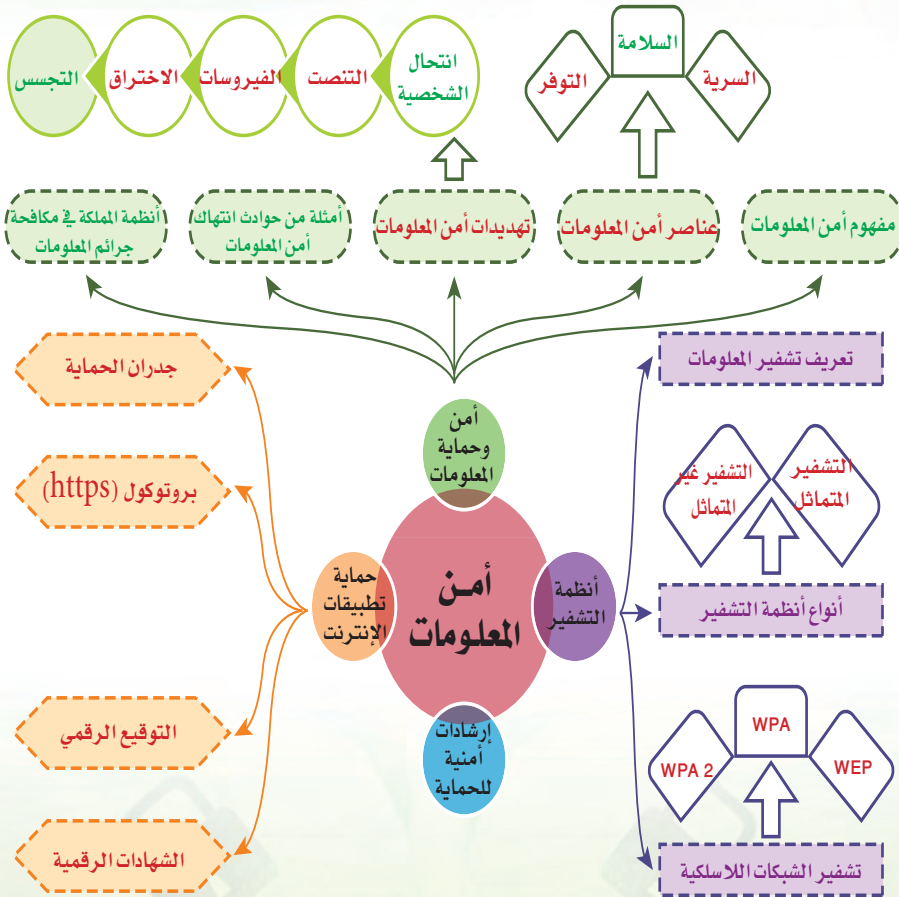 السرية
السلامة
التوفر
انتحال
الشخصية
التنصت
الفيروسات
الاختراق
التجسس
مفهوم أمن المعلومات
عناصر أمن المعلومات
تهديدات أمن المعلومات
أمثلة من حوادث انتهاك
أمن المعلومات
أنظمة المملكة في مكافحة
جرائم المعلومات
أمن
وحماية
المعلومات
أمـن
المعلومات
أنظمة
التشفير
تعريف تشفير المعلومات
التشفير
المتماثل
التشفير غير
المتماثل
أنواع أنظمة التشفير
WEP
WPA
WPA 2
تشفير الشبكات اللاسلكية
حماية
تطبيقات
الإنترنت
جدران الحماية
بروتوكول (https)
التوقيع الرقمي
الشهادات الرقمية
إرشادات
أمنية
للحماية